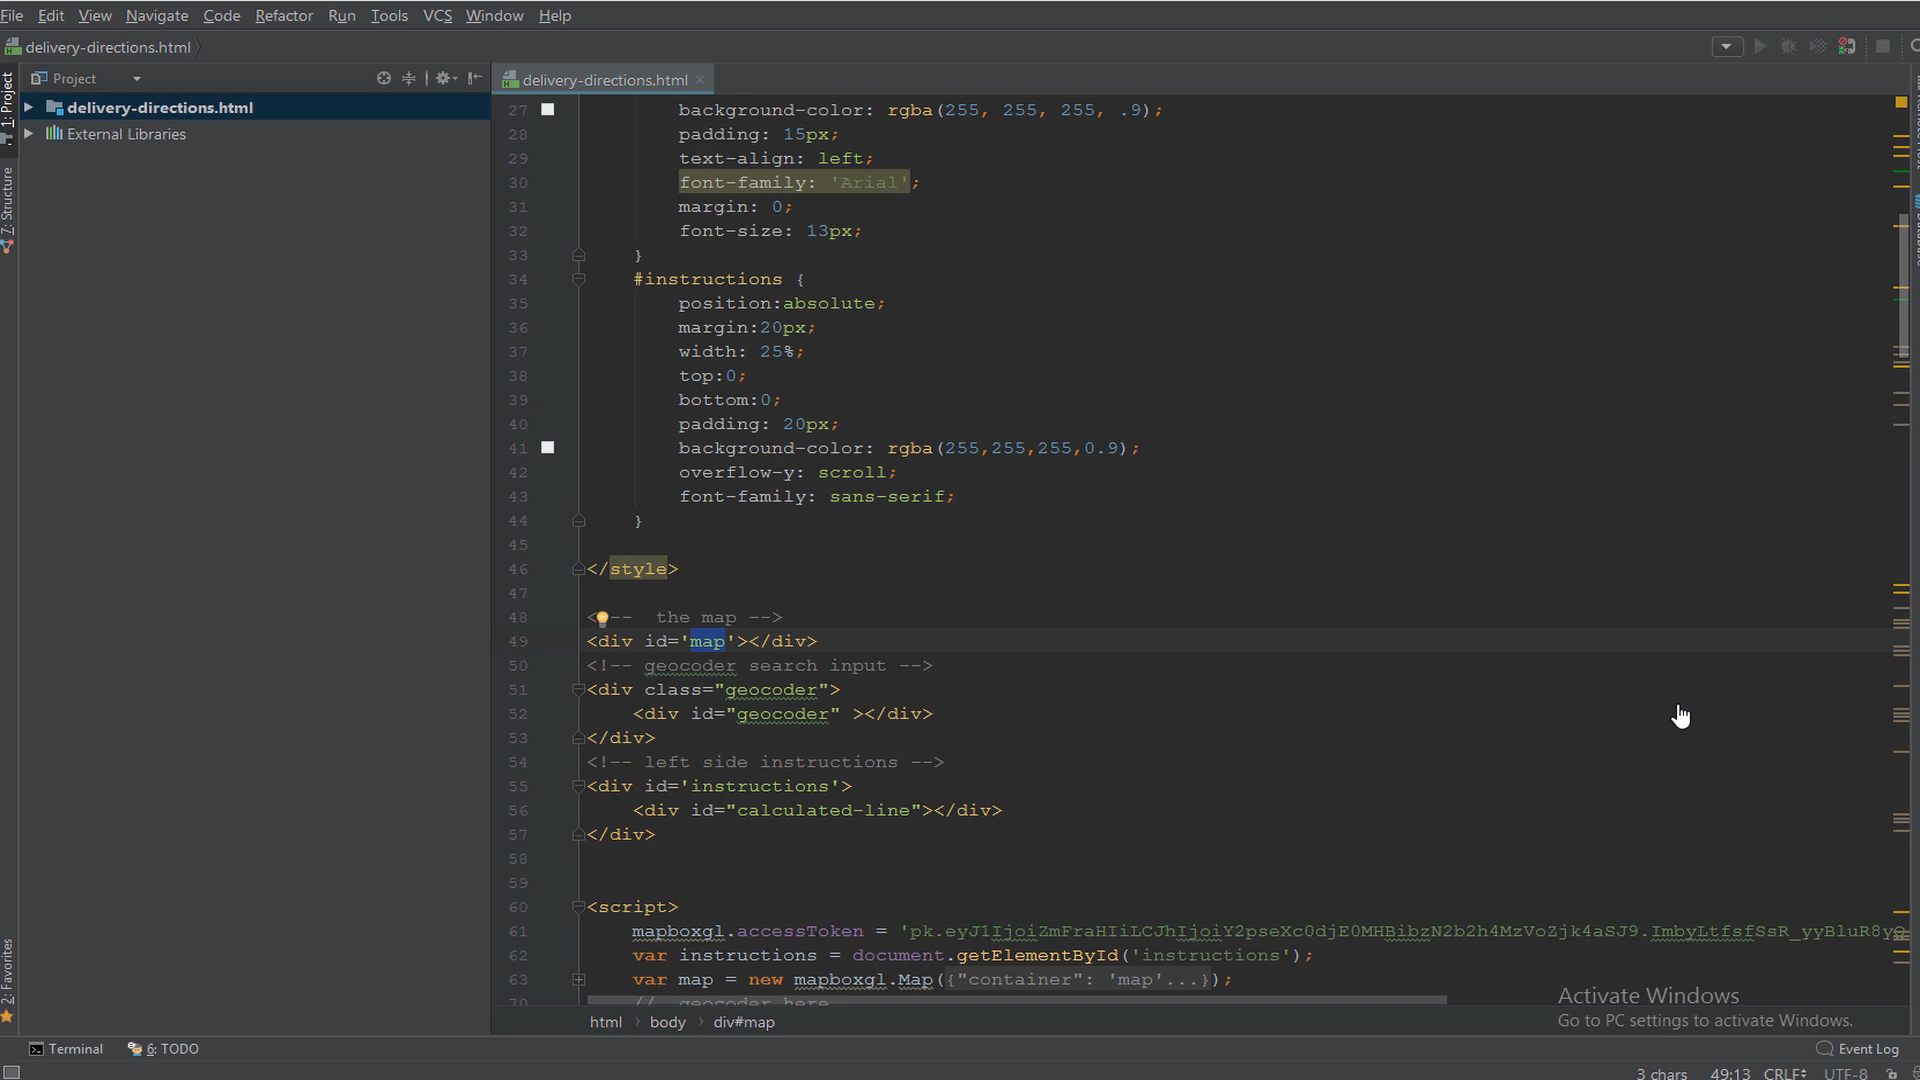 File Edit View Navigate Code Refactor Run Tools VCS Window Help
delivery-directions.html
Project
delivery-directions.html
External Libraries
1: Project
7: Structure
2: Favorites
delivery-directions.html
27 background-color: rgba(255, 255, 255, .9);
28 padding: 15px;
29 text-align: left;
30 font-family: 'Arial';
31 margin: 0;
32 font-size: 13px;
33 }
34 #instructions {
35 position:absolute;
36 margin:20px;
37 width: 25%;
38 top:0;
39 bottom:0;
40 padding: 20px;
41 background-color: rgba(255,255,255,0.9);
42 overflow-y: scroll;
43 font-family: sans-serif;
44 }
45
46 </style>
47
48 <!-- the map -->
49 <div id='map'></div>
50 <!-- geocoder search input -->
51 <div class="geocoder">
52 <div id="geocoder" ></div>
53 </div>
54 <!-- left side instructions -->
55 <div id='instructions'>
56 <div id="calculated-line"></div>
57 </div>
58
59
60 <script>
61 mapboxgl.accessToken =
62 var instructions = document.getElementById('instructions');
63 var map = new mapboxgl.Map({"container": 'map'...});
70 // geocoder here
html body div#map
Activate Windows
Go to PC settings to activate Windows.
Terminal 6: TODO Event Log
3 chars 49:13 CRLF UTF-8